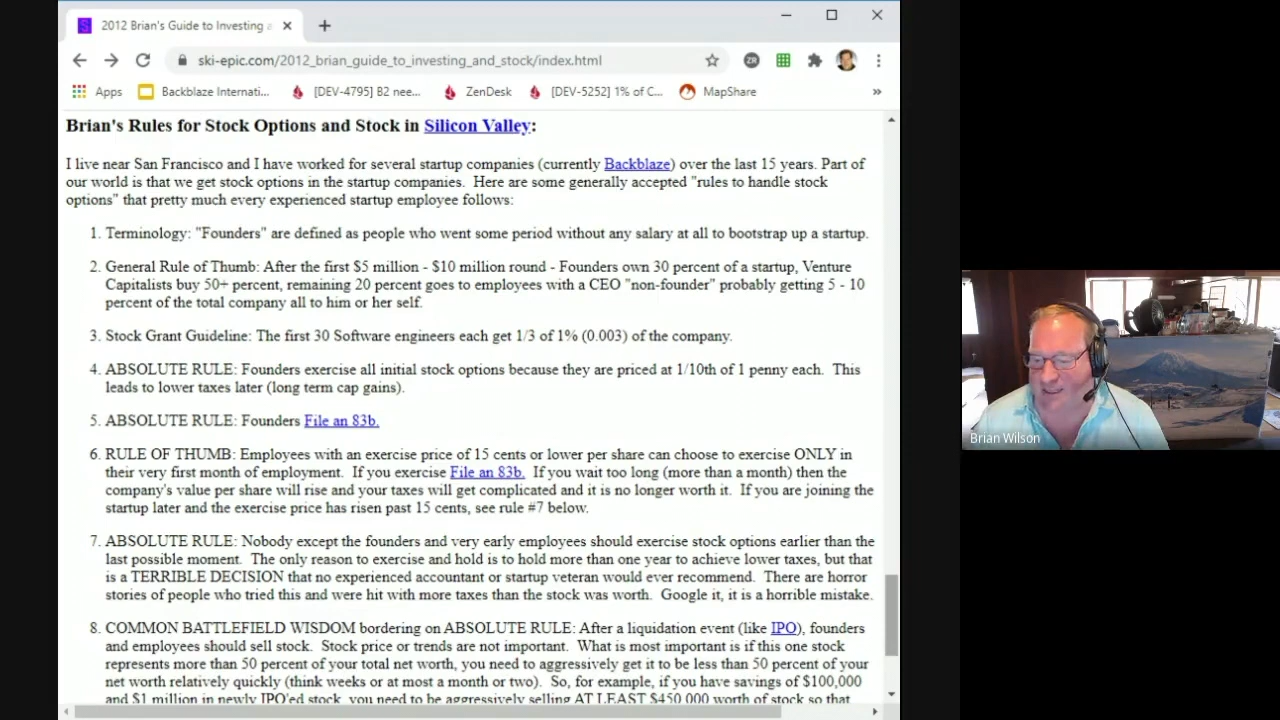 2012 Brian's Guide to Investing a
ski-epic.com/2012_brian_guide_to_investing_and_stock/index.html
ZR
Apps
Backblaze Internati...
[DEV-4795] B2 nee...
ZenDesk
[DEV-5252] 1% of C...
MapShare
Brian's Rules for Stock Options and Stock in Silicon Valley:
I live near San Francisco and I have worked for several startup companies (currently Backblaze) over the last 15 years. Part of
our world is that we get stock options in the startup companies. Here are some generally accepted "rules to handle stock
options" that pretty much every experienced startup employee follows:
1. Terminology: "Founders" are defined as people who went some period without any salary at all to bootstrap up a startup.
2. General Rule of Thumb: After the first $5 million - $10 million round - Founders own 30 percent of a startup, Venture
Capitalists buy 50+ percent, remaining 20 percent goes to employees with a CEO "non-founder" probably getting 5 - 10
percent of the total company all to him or her self.
3. Stock Grant Guideline: The first 30 Software engineers each get 1/3 of 1% (0.003) of the company.
4. ABSOLUTE RULE: Founders exercise all initial stock options because they are priced at 1/10th of 1 penny each. This
leads to lower taxes later (long term cap gains).
5. ABSOLUTE RULE: Founders File an 83b.
6. RULE OF THUMB: Employees with an exercise price of 15 cents or lower per share can choose to exercise ONLY in
their very first month of employment. If you exercise File an 83b. If you wait too long (more than a month) then the
company's value per share will rise and your taxes will get complicated and it is no longer worth it. If you are joining the
startup later and the exercise price has risen past 15 cents, see rule #7 below.
7. ABSOLUTE RULE: Nobody except the founders and very early employees should exercise stock options earlier than the
last possible moment. The only reason to exercise and hold is to hold more than one year to achieve lower taxes, but that
is a TERRIBLE DECISION that no experienced accountant or startup veteran would ever recommend. There are horror
stories of people who tried this and were hit with more taxes than the stock was worth. Google it, it is a horrible mistake.
8. COMMON BATTLEFIELD WISDOM bordering on ABSOLUTE RULE: After a liquidation event (like IPO), founders
and employees should sell stock. Stock price or trends are not important. What is most important is if this one stock
represents more than 50 percent of your total net worth, you need to aggressively get it to be less than 50 percent of your
net worth relatively quickly (think weeks or at most a month or two). So, for example, if you have savings of $100,000
and $1 million in newly IPO'ed stock, you need to be aggressively selling AT LEAST $450,000 worth of stock so that
Brian Wilson